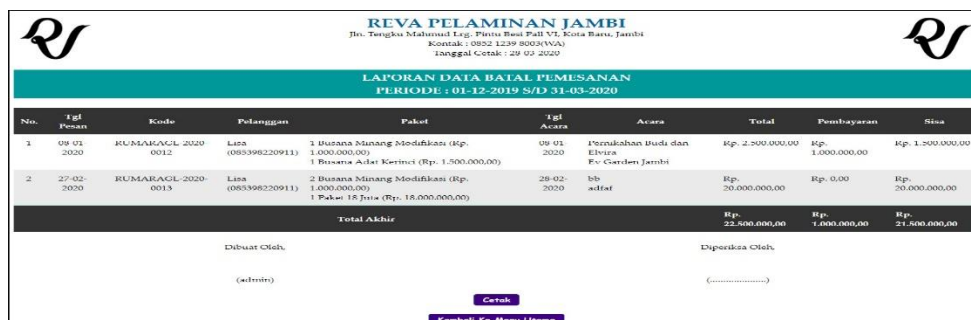 REVA PELAMINAN JAMBI
Jln. Tengku Mahmud Lrg. Pintu Besi Pall VI, Kota Baru, Jambi
Kontak : 0852 1239 8003(WA)
Tanggal Cetak : 28-03-2020
LAPORAN DATA BATAL PEMESANAN
PERIODE : 01-12-2019 S/D 31-03-2020
No. Tgl Pesan Kode Pelanggan Paket Tgl Acara Acara Total Pembayaran Sisa
1 08-01-2020 RUMARAGL-2020-0012 Lisa (085398220911) 1 Busana Minang Modifikasi (Rp. 1.000.000,00) 1 Busana Adat Kerinci (Rp. 1.500.000,00) 08-01-2020 Pernikahan Budi dan Elvira Ev Garden Jambi Rp. 2.500.000,00 Rp. 1.000.000,00 Rp. 1.500.000,00
2 27-02-2020 RUMARAGL-2020-0013 Lisa (085398220911) 2 Busana Minang Modifikasi (Rp. 1.000.000,00) 1 Paket 18 Juta (Rp. 18.000.000,00) 28-02-2020 bb adfaf Rp. 20.000.000,00 Rp. 0,00 Rp. 20.000.000,00
Total Akhir Rp. 22.500.000,00 Rp. 1.000.000,00 Rp. 21.500.000,00
Dibuat Oleh, Diperiksa Oleh,
(admin) (....................)
Cetak
Kembali Ke Menu Utama